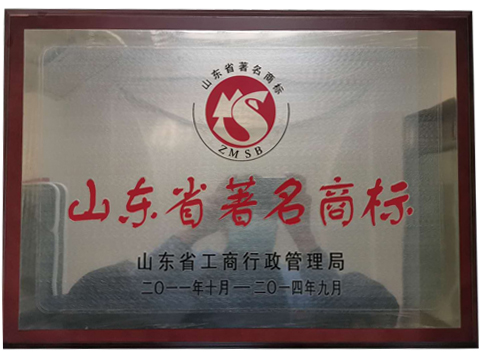 山东省著名商标
ZMSB
山东省著名商标
山东省工商行政管理局
二〇一一年十月一二〇一四年九月